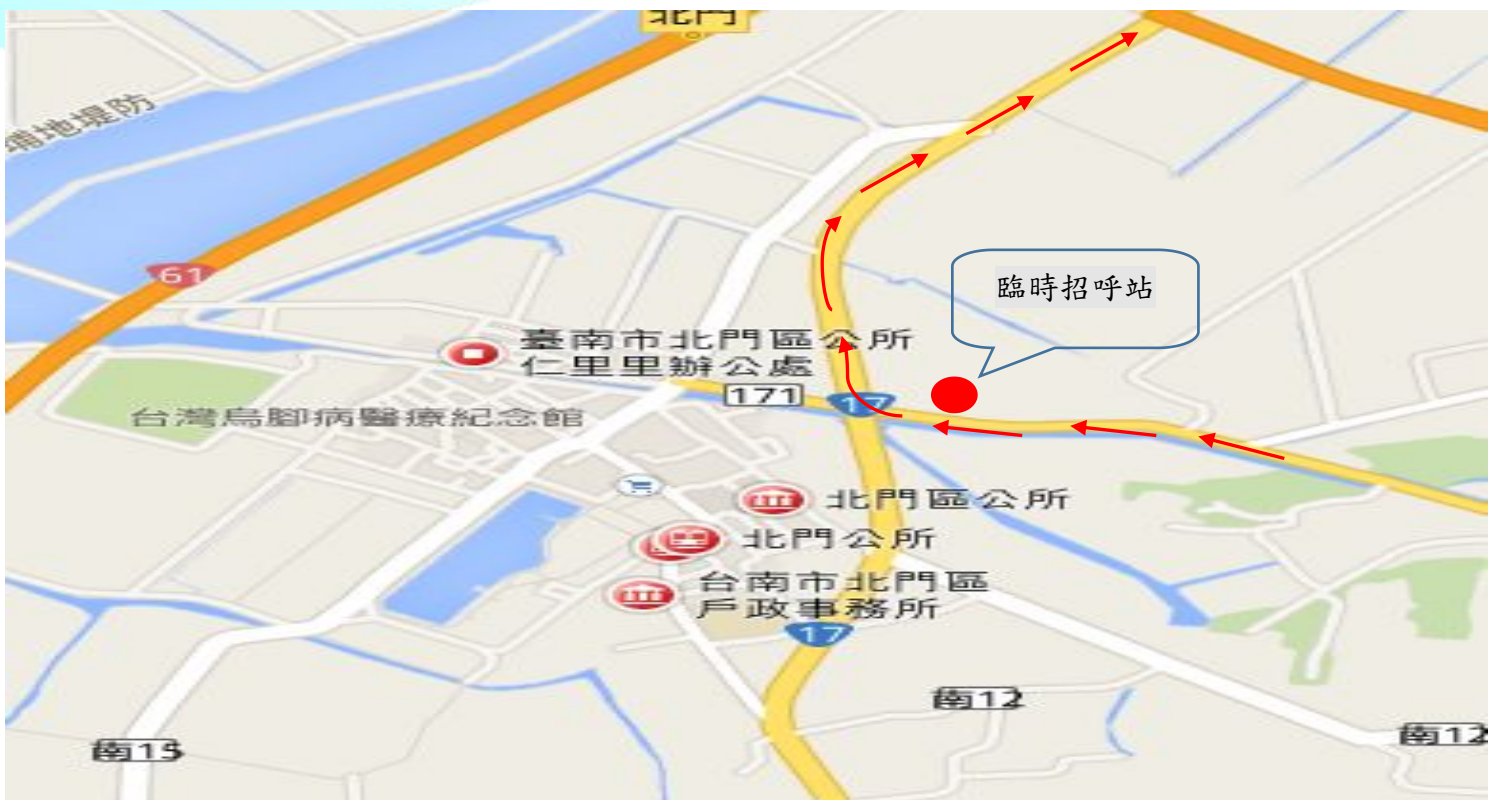 北門
埔地堤防
61
臨時招呼站
臺南市北門區公所
仁里里辦公處
171
17
台灣烏腳病醫療紀念館
北門區公所
北門公所
台南市北門區
戶政事務所
17
南12
南15
南12